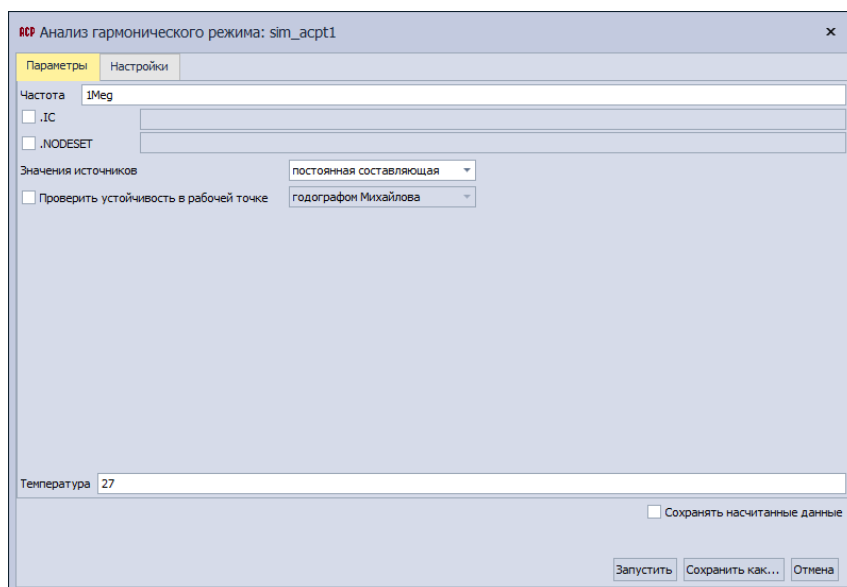 ACP Анализ гармонического режима: sim_acpt1
Параметры Настройки
Частота 1Meg
.IC
.NODESET
Значения источников постоянная составляющая
Проверить устойчивость в рабочей точке годографом Михайлова
Температура 27
Сохранять насчитанные данные
Запустить Сохранить как... Отмена